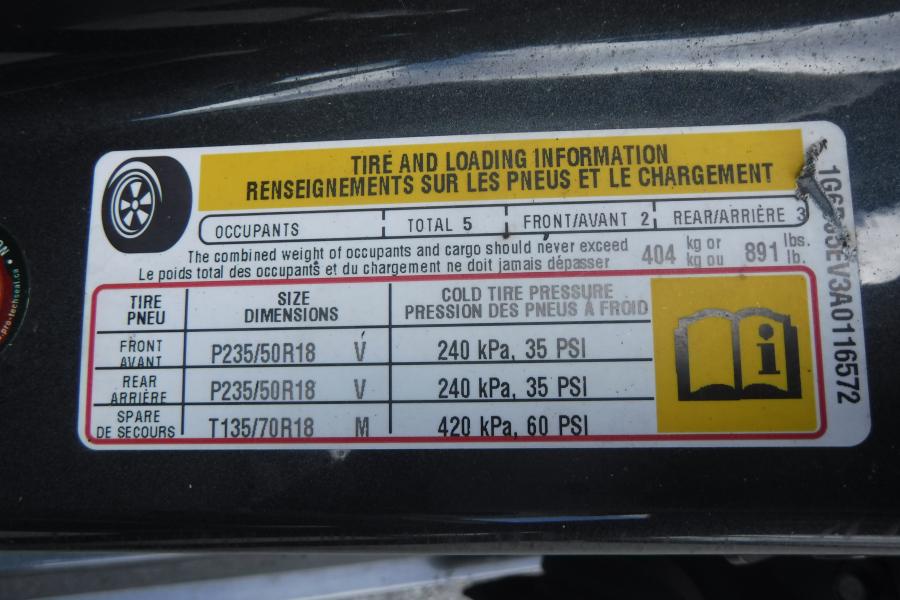 TIRE AND LOADING INFORMATION
RENSEIGNEMENTS SUR LES PNEUS ET LE CHARGEMENT
OCCUPANTS TOTAL 5 FRONT/AVANT 2 REAR/ARRIÈRE 3
The combined weight of occupants and cargo should never exceed 404 kg or 891 lbs.
Le poids total des occupants et du chargement ne doit jamais dépasser kg ou lb.
TIRE SIZE COLD TIRE PRESSURE
PNEU DIMENSIONS PRESSION DES PNEUS À FROID
FRONT
AVANT P235/50R18 V 240 kPa, 35 PSI
REAR
ARRIÈRE P235/50R18 V 240 kPa, 35 PSI
SPARE
DE SECOURS T135/70R18 M 420 kPa, 60 PSI
i
pro-techseal.ca